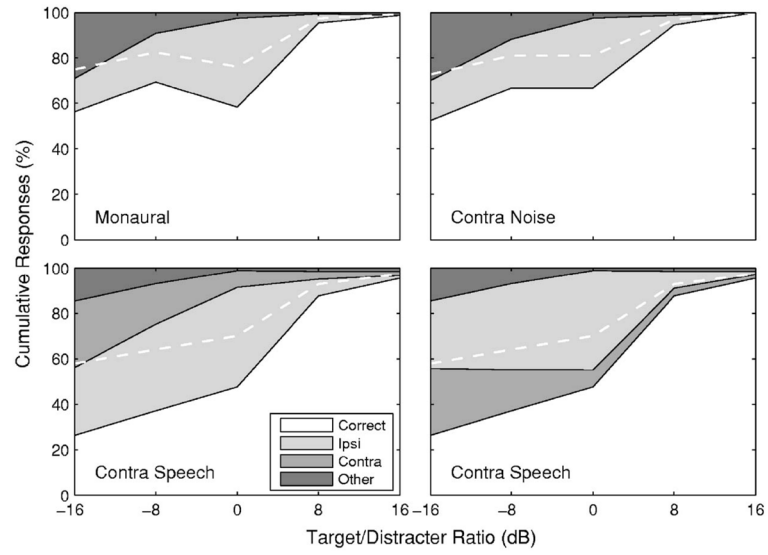 100
80
60
40
20
0
Monaural
Contra Noise
Cumulative Responses (%)
100
80
60
40
20
0
Contra Speech
Correct
Ipsi
Contra
Other
Contra Speech
−16 −8 0 8 16
−16 −8 0 8 16
Target/Distracter Ratio (dB)